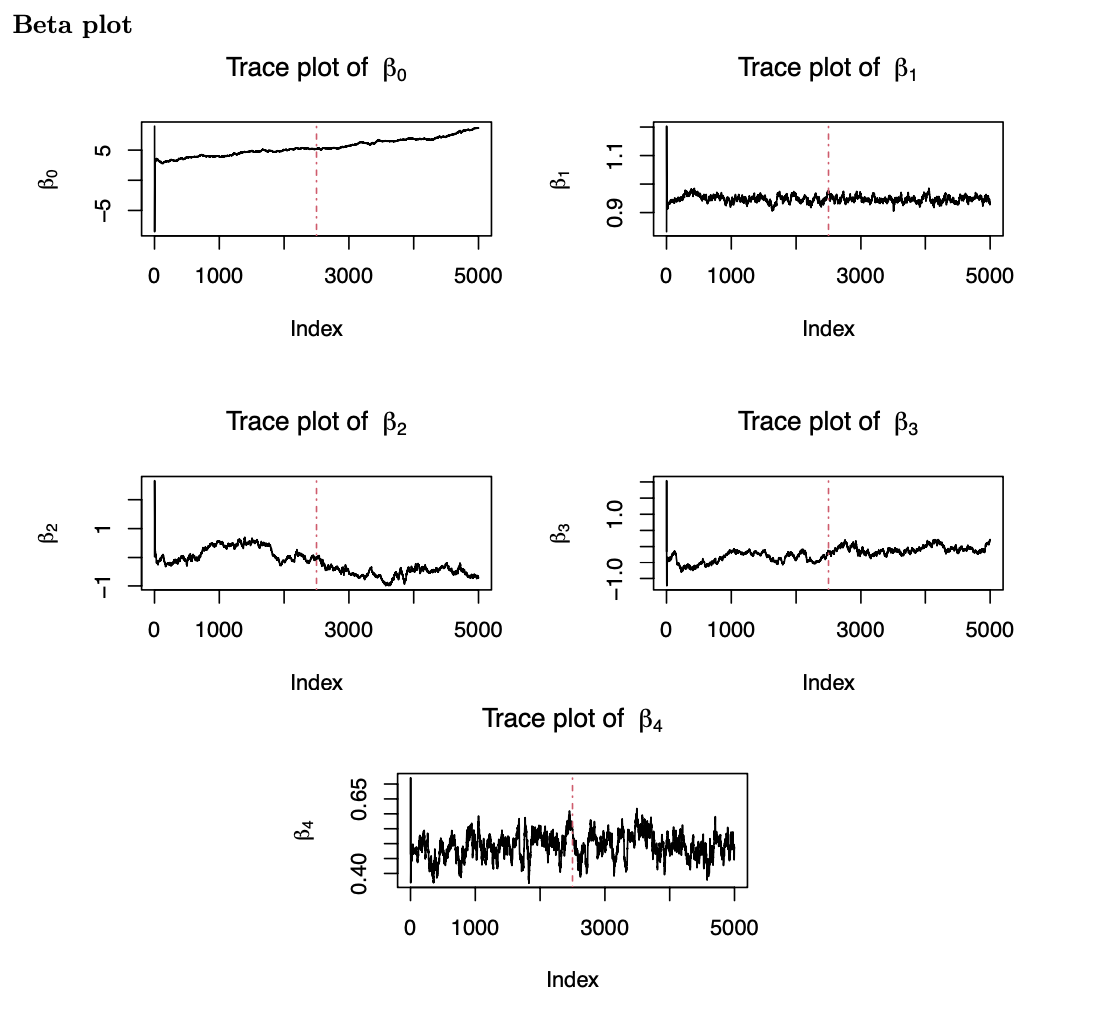 Beta plot
Trace plot of β0
Trace plot of β1
β0
5
−5
0 1000 3000 5000
Index
β1
1.1
0.9
0 1000 3000 5000
Index
Trace plot of β2
Trace plot of β3
β2
1
−1
0 1000 3000 5000
Index
β3
1.0
−1.0
0 1000 3000 5000
Index
Trace plot of β4
β4
0.65
0.40
0 1000 3000 5000
Index